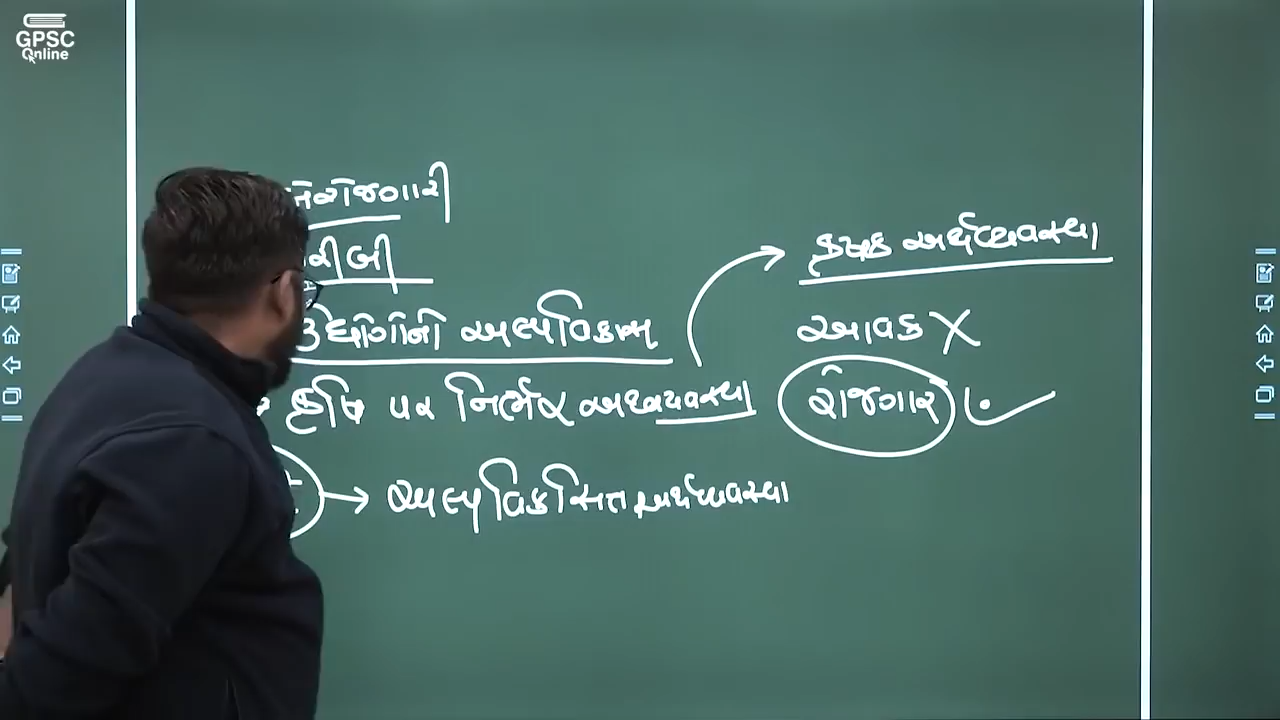 GPSC
Online
નરોજગારી
રીબી
ઉદ્યોગોનો અલ્પવિકાસ
કૃષિ પર નિર્ભર અર્થવ્યવસ્થા
અલ્પવિકસિત અર્થવ્યવસ્થા
કૃષક અર્થવ્યવસ્થા
આવક X
રોજગાર ✓